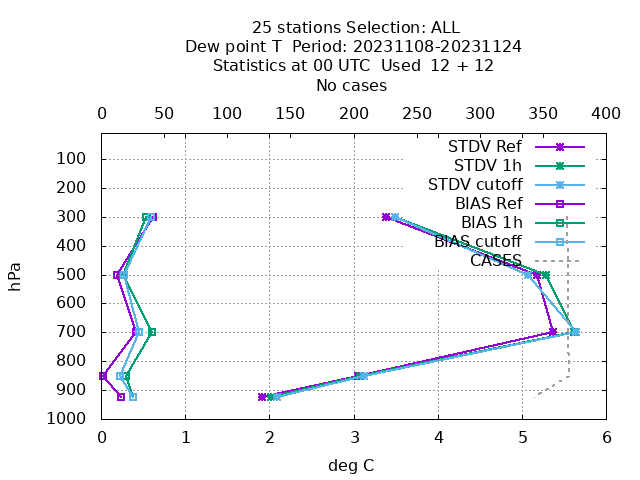 25 stations Selection: ALL
Dew point T  Period: 20231108-20231124
Statistics at 00 UTC  Used  12 + 12
No cases
0 50 100 150 200 250 300 350 400
STDV Ref
STDV 1h
STDV cutoff
BIAS Ref
BIAS 1h
BIAS cutoff
CASES
hPa
100
200
300
400
500
600
700
800
900
1000
0 1 2 3 4 5 6
deg C